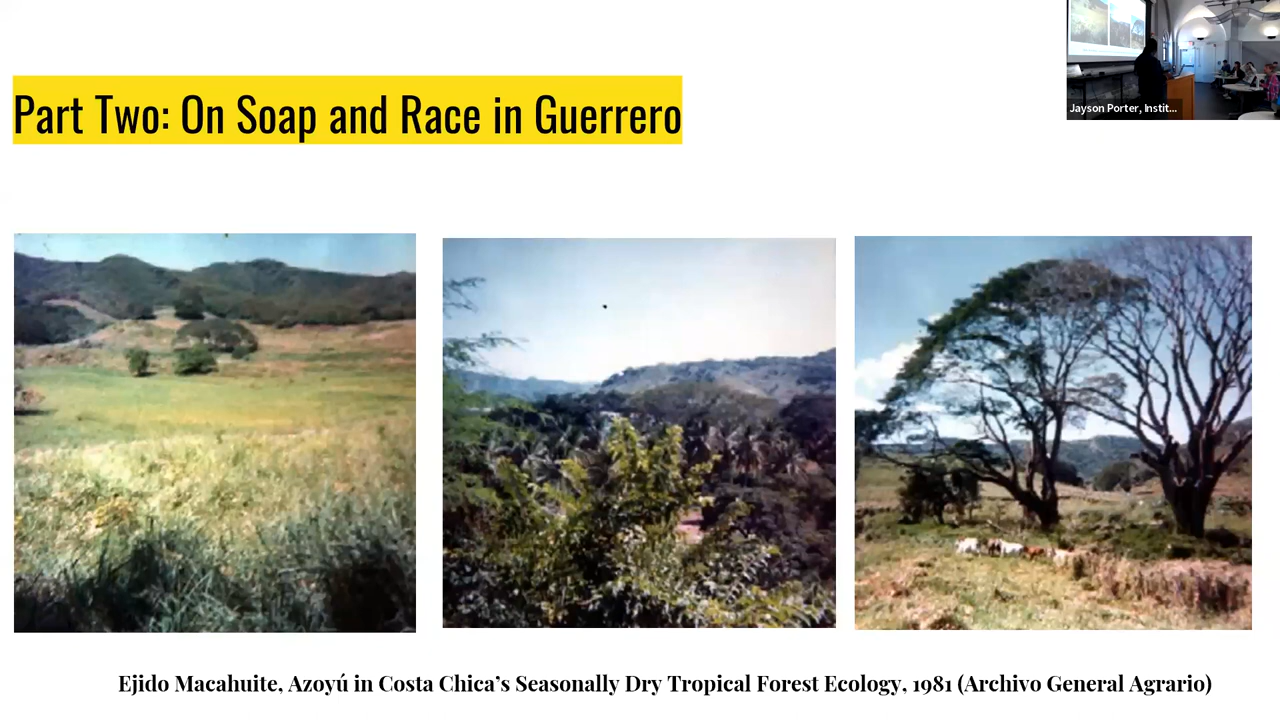 Part Two: On Soap and Race in Guerrero
Jayson Porter, Instit...
Ejido Macahuite, Azoyú in Costa Chica’s Seasonally Dry Tropical Forest Ecology, 1981 (Archivo General Agrario)